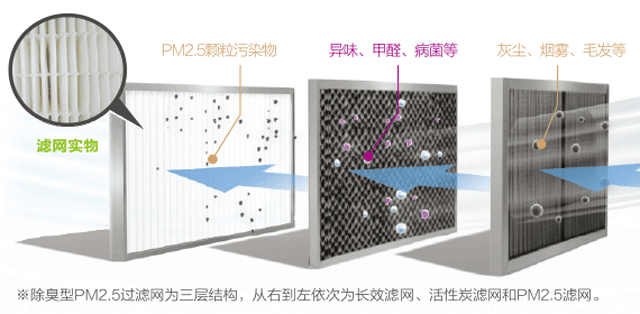 PM2.5颗粒污染物
异味、甲醛、病菌等
灰尘、烟雾、毛发等
滤网实物
※除臭型PM2.5过滤网为三层结构，从右到左依次为长效滤网、活性炭滤网和PM2.5滤网。